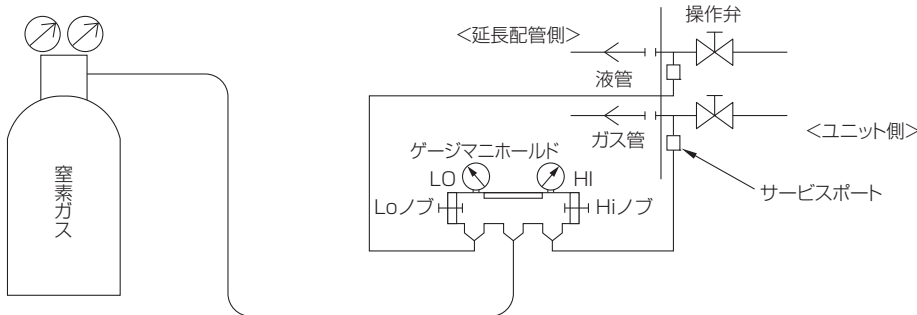 操作弁
<延長配管側>
液管
ガス管
<ユニット側>
ゲージマニホールド
LO
HI
サービスポート
Loノブ
Hiノブ
窒素ガス